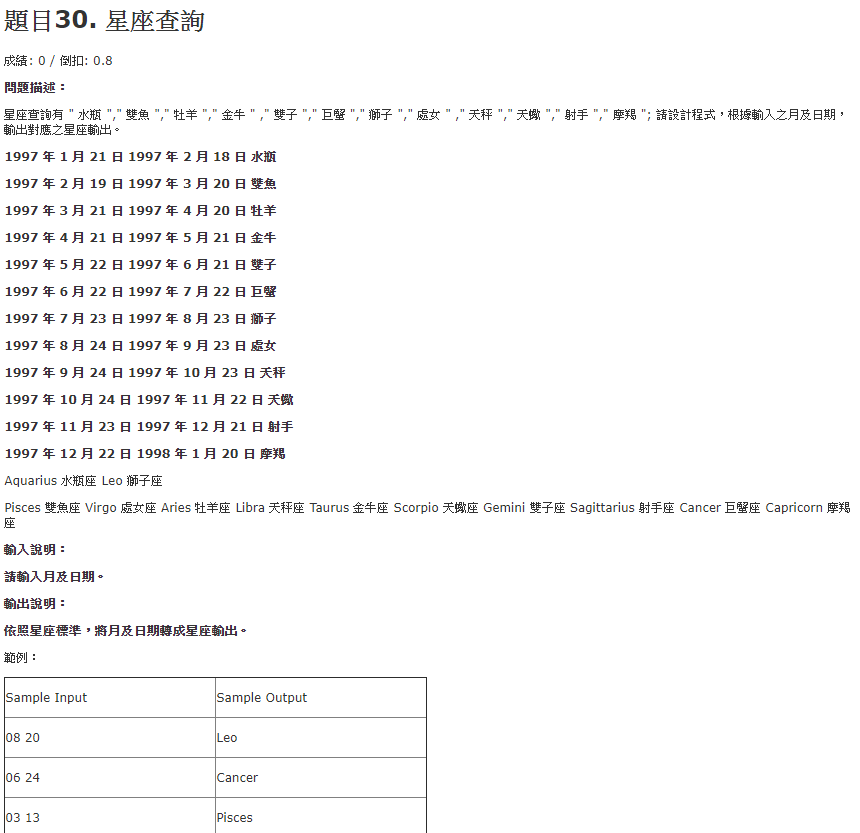 題目30. 星座查詢
成績: 0 / 倒扣: 0.8
問題描述：
星座查詢有 " 水瓶 "," 雙魚 "," 牡羊 "," 金牛 " ," 雙子 "," 巨蟹 "," 獅子 "," 處女 " ," 天秤 "," 天蠍 "," 射手 "," 摩羯 "; 請設計程式，根據輸入之月及日期，
輸出對應之星座輸出。
1997 年 1 月 21 日 1997 年 2 月 18 日 水瓶
1997 年 2 月 19 日 1997 年 3 月 20 日 雙魚
1997 年 3 月 21 日 1997 年 4 月 20 日 牡羊
1997 年 4 月 21 日 1997 年 5 月 21 日 金牛
1997 年 5 月 22 日 1997 年 6 月 21 日 雙子
1997 年 6 月 22 日 1997 年 7 月 22 日 巨蟹
1997 年 7 月 23 日 1997 年 8 月 23 日 獅子
1997 年 8 月 24 日 1997 年 9 月 23 日 處女
1997 年 9 月 24 日 1997 年 10 月 23 日 天秤
1997 年 10 月 24 日 1997 年 11 月 22 日 天蠍
1997 年 11 月 23 日 1997 年 12 月 21 日 射手
1997 年 12 月 22 日 1998 年 1 月 20 日 摩羯
Aquarius 水瓶座 Leo 獅子座
Pisces 雙魚座 Virgo 處女座 Aries 牡羊座 Libra 天秤座 Taurus 金牛座 Scorpio 天蠍座 Gemini 雙子座 Sagittarius 射手座 Cancer 巨蟹座 Capricorn 摩羯
座
輸入說明：
請輸入月及日期。
輸出說明：
依照星座標準，將月及日期轉成星座輸出。
範例：
Sample Input Sample Output
08 20 Leo
06 24 Cancer
03 13 Pisces